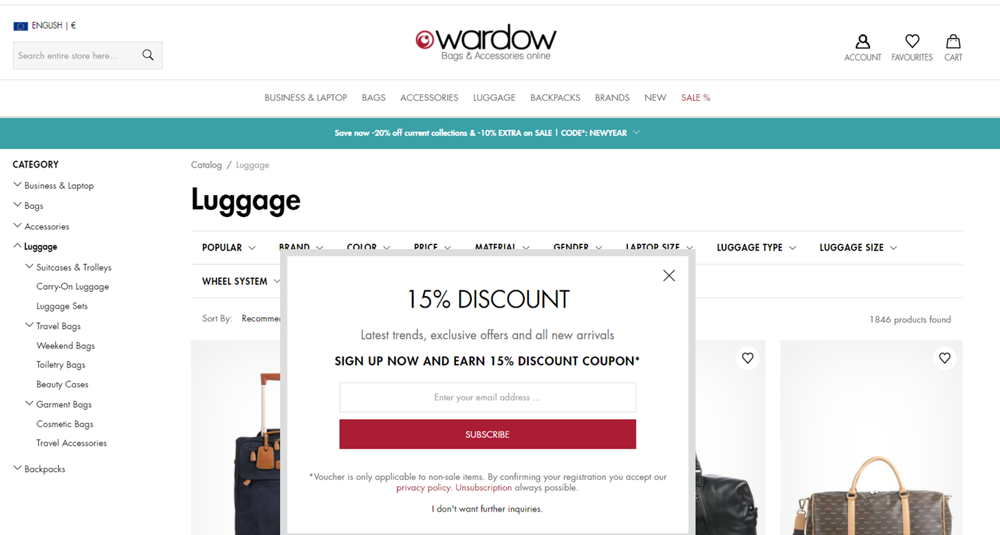 ENGLISH | €
Search entire store here...
wardow
Bags & Accessories online
ACCOUNT
FAVOURITES
CART
BUSINESS & LAPTOP
BAGS
ACCESSORIES
LUGGAGE
BACKPACKS
BRANDS
NEW
SALE %
Save now -20% off current collections & -10% EXTRA on SALE | CODE*: NEWYEAR
CATEGORY
Business & Laptop
Bags
Accessories
Luggage
Suitcases & Trolleys
Carry-On Luggage
Luggage Sets
Travel Bags
Weekend Bags
Toiletry Bags
Beauty Cases
Garment Bags
Cosmetic Bags
Travel Accessories
Backpacks
Catalog / Luggage
Luggage
POPULAR
BRAND
COLOR
PRICE
MATERIAL
GENDER
LAPTOP SIZE
LUGGAGE TYPE
LUGGAGE SIZE
WHEEL SYSTEM
Sort By:
1846 products found
15% DISCOUNT
Latest trends, exclusive offers and all new arrivals
SIGN UP NOW AND EARN 15% DISCOUNT COUPON*
Enter your email address ...
SUBSCRIBE
*Voucher is only applicable to non-sale items. By confirming your registration you accept our
privacy policy. Unsubscription always possible.
I don't want further inquiries.